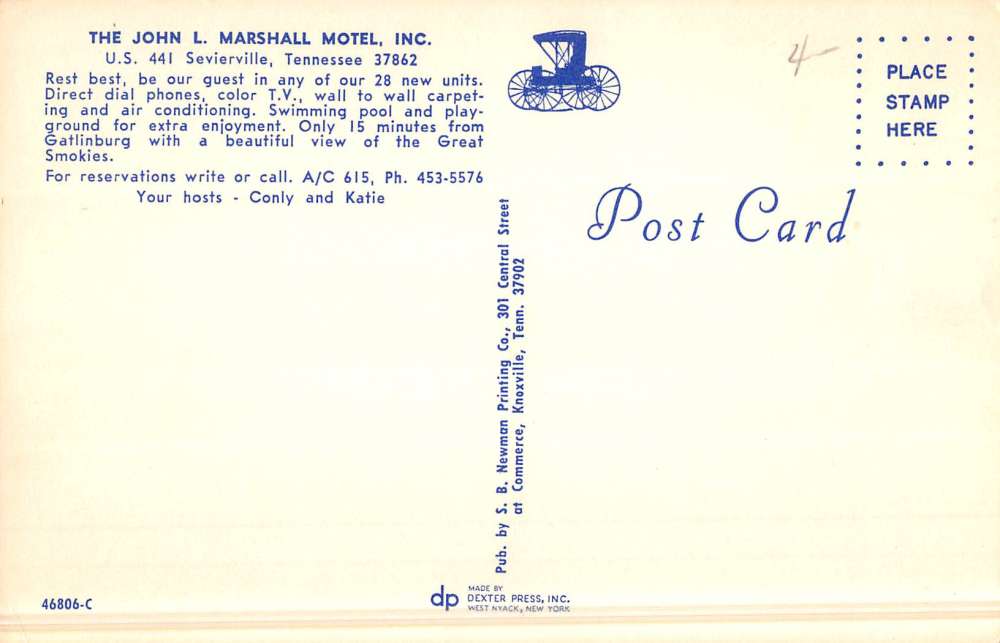 THE JOHN L. MARSHALL MOTEL, INC.
U.S. 441 Sevierville, Tennessee 37862
Rest best, be our guest in any of our 28 new units.
Direct dial phones, color T.V., wall to wall carpet-
ing and air conditioning. Swimming pool and play-
ground for extra enjoyment. Only 15 minutes from
Gatlinburg with a beautiful view of the Great
Smokies.
For reservations write or call. A/C 615, Ph. 453-5576
Your hosts - Conly and Katie
4-
PLACE
STAMP
HERE
Post Card
Pub. by S. B. Newman Printing Co., 301 Central Street
at Commerce, Knoxville, Tenn. 37902
46806-C
dp
MADE BY
DEXTER PRESS, INC.
WEST NYACK, NEW YORK